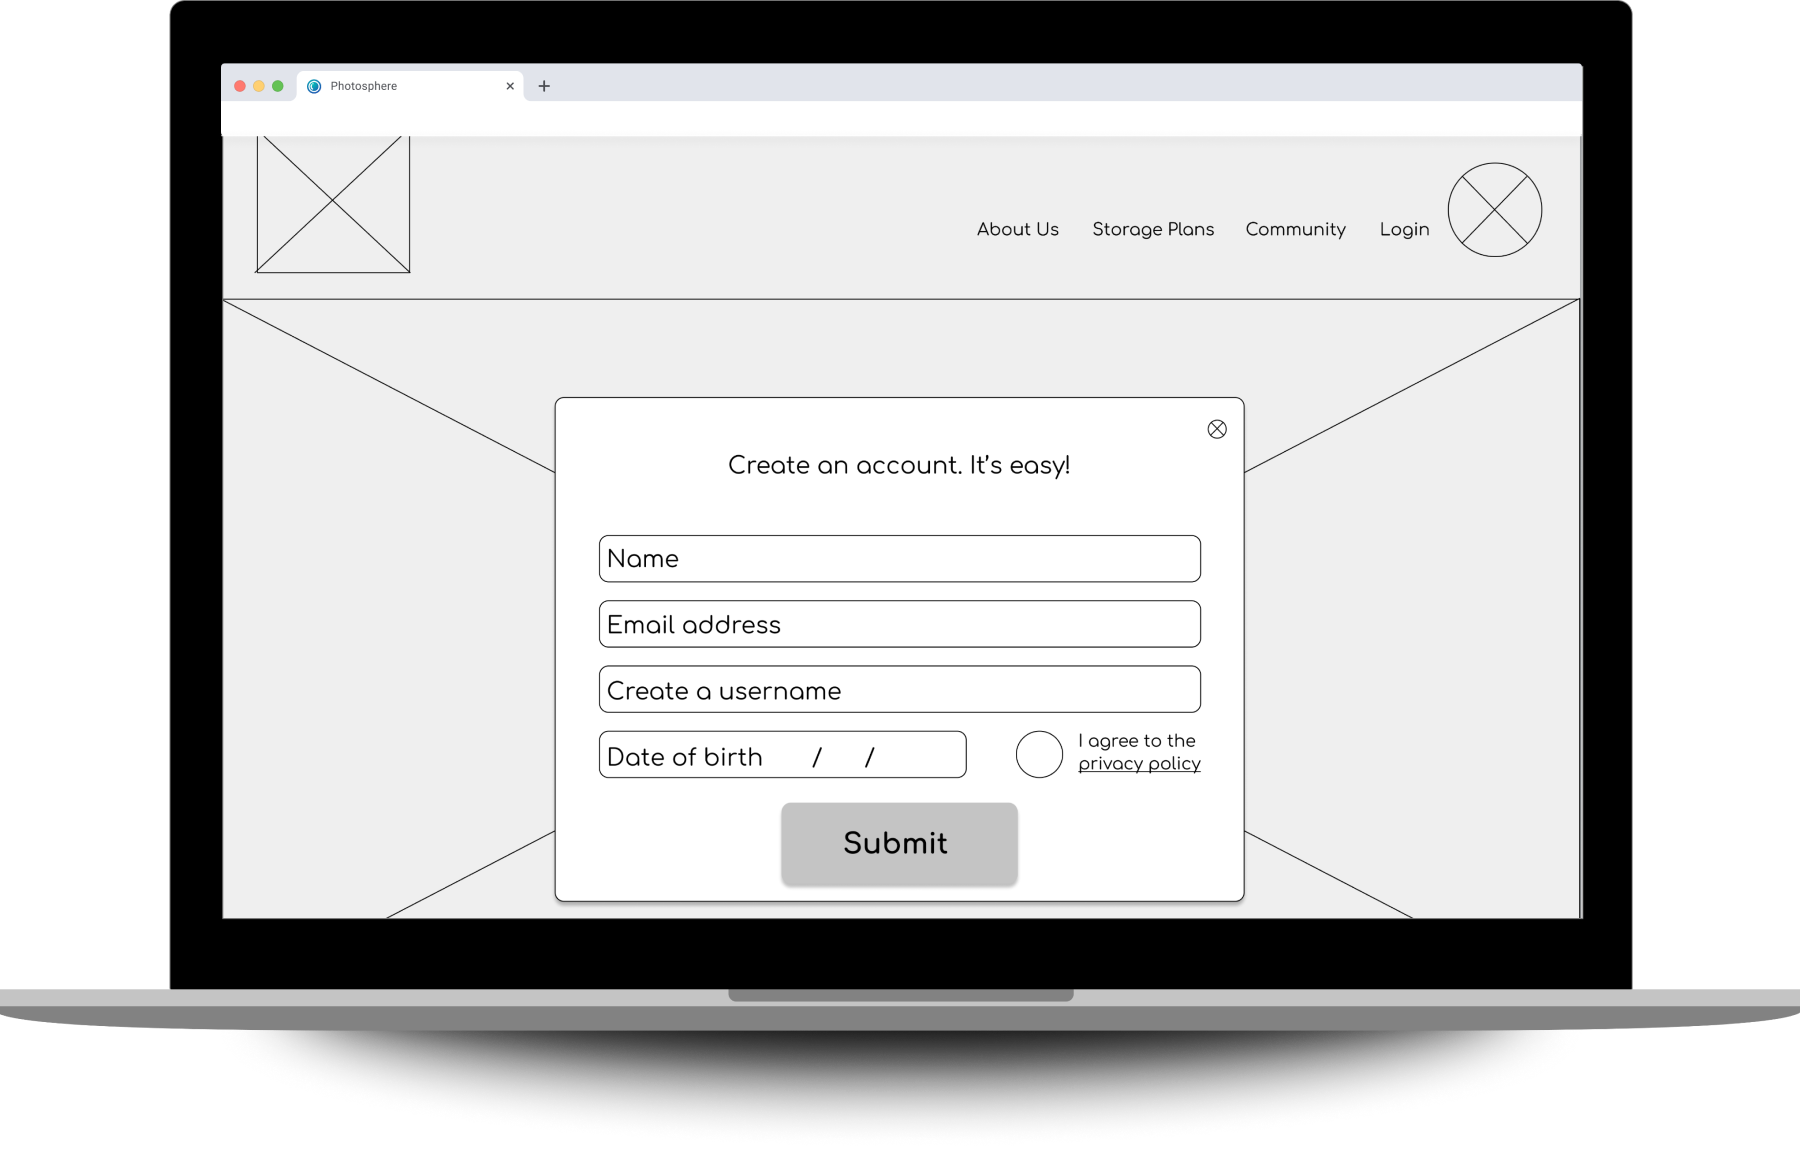 Photosphere
About Us
Storage Plans
Community
Login
Create an account. It's easy!
Name
Email address
Create a username
Date of birth / /
I agree to the
privacy policy
Submit